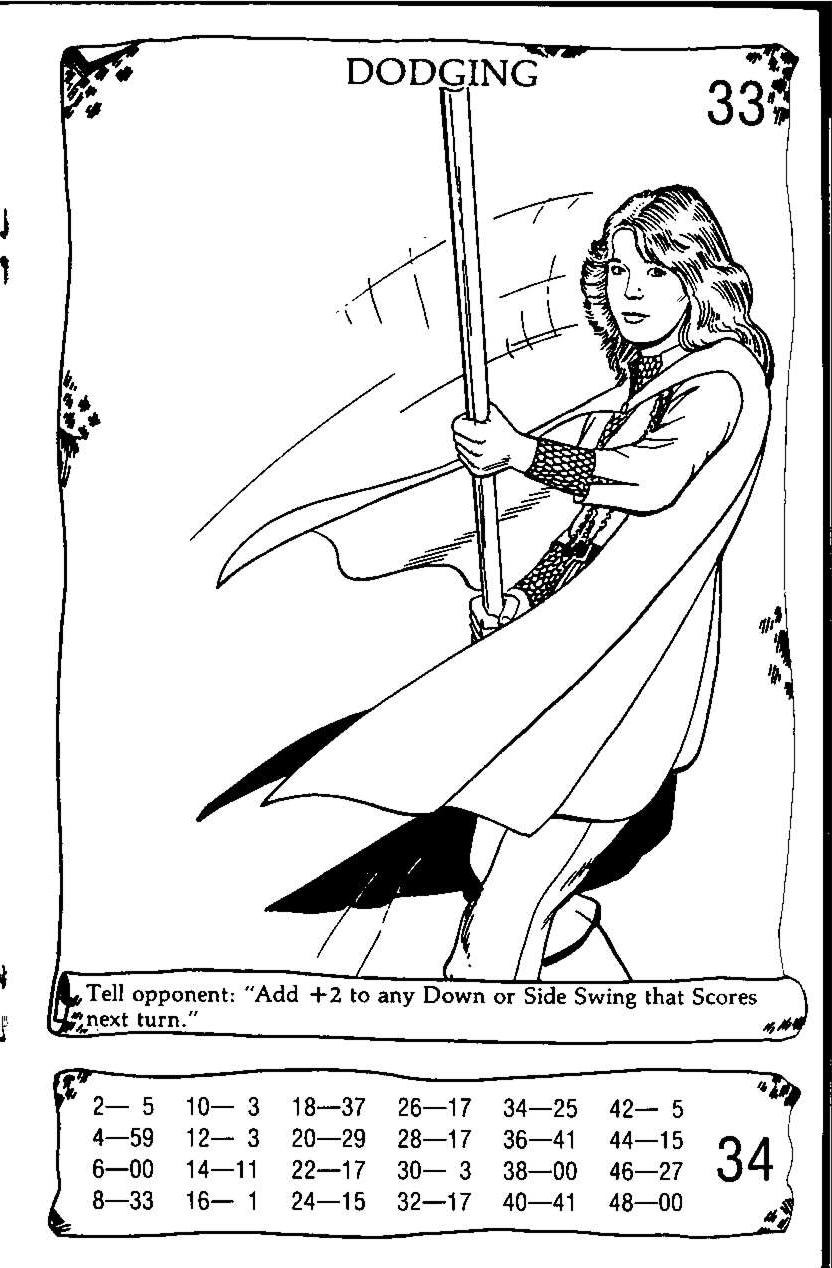 DODGING
33
Tell opponent: "Add +2 to any Down or Side Swing that Scores
next turn."
2— 5 10— 3 18—37 26—17 34—25 42— 5
4—59 12— 3 20—29 28—17 36—41 44—15
6—00 14—11 22—17 30— 3 38—00 46—27
8—33 16— 1 24—15 32—17 40—41 48—00
34